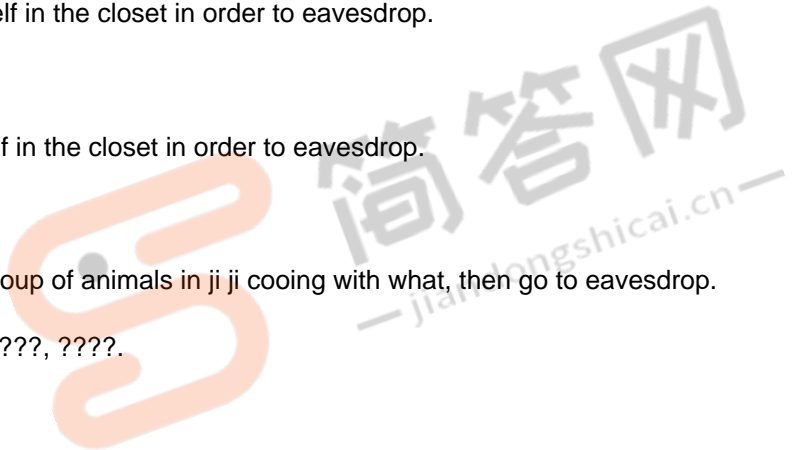 elf in the closet in order to eavesdrop.
f in the closet in order to eavesdrop.
oup of animals in ji ji cooing with what, then go to eavesdrop.
???, ????.
简答网
jiandongshicai.cn